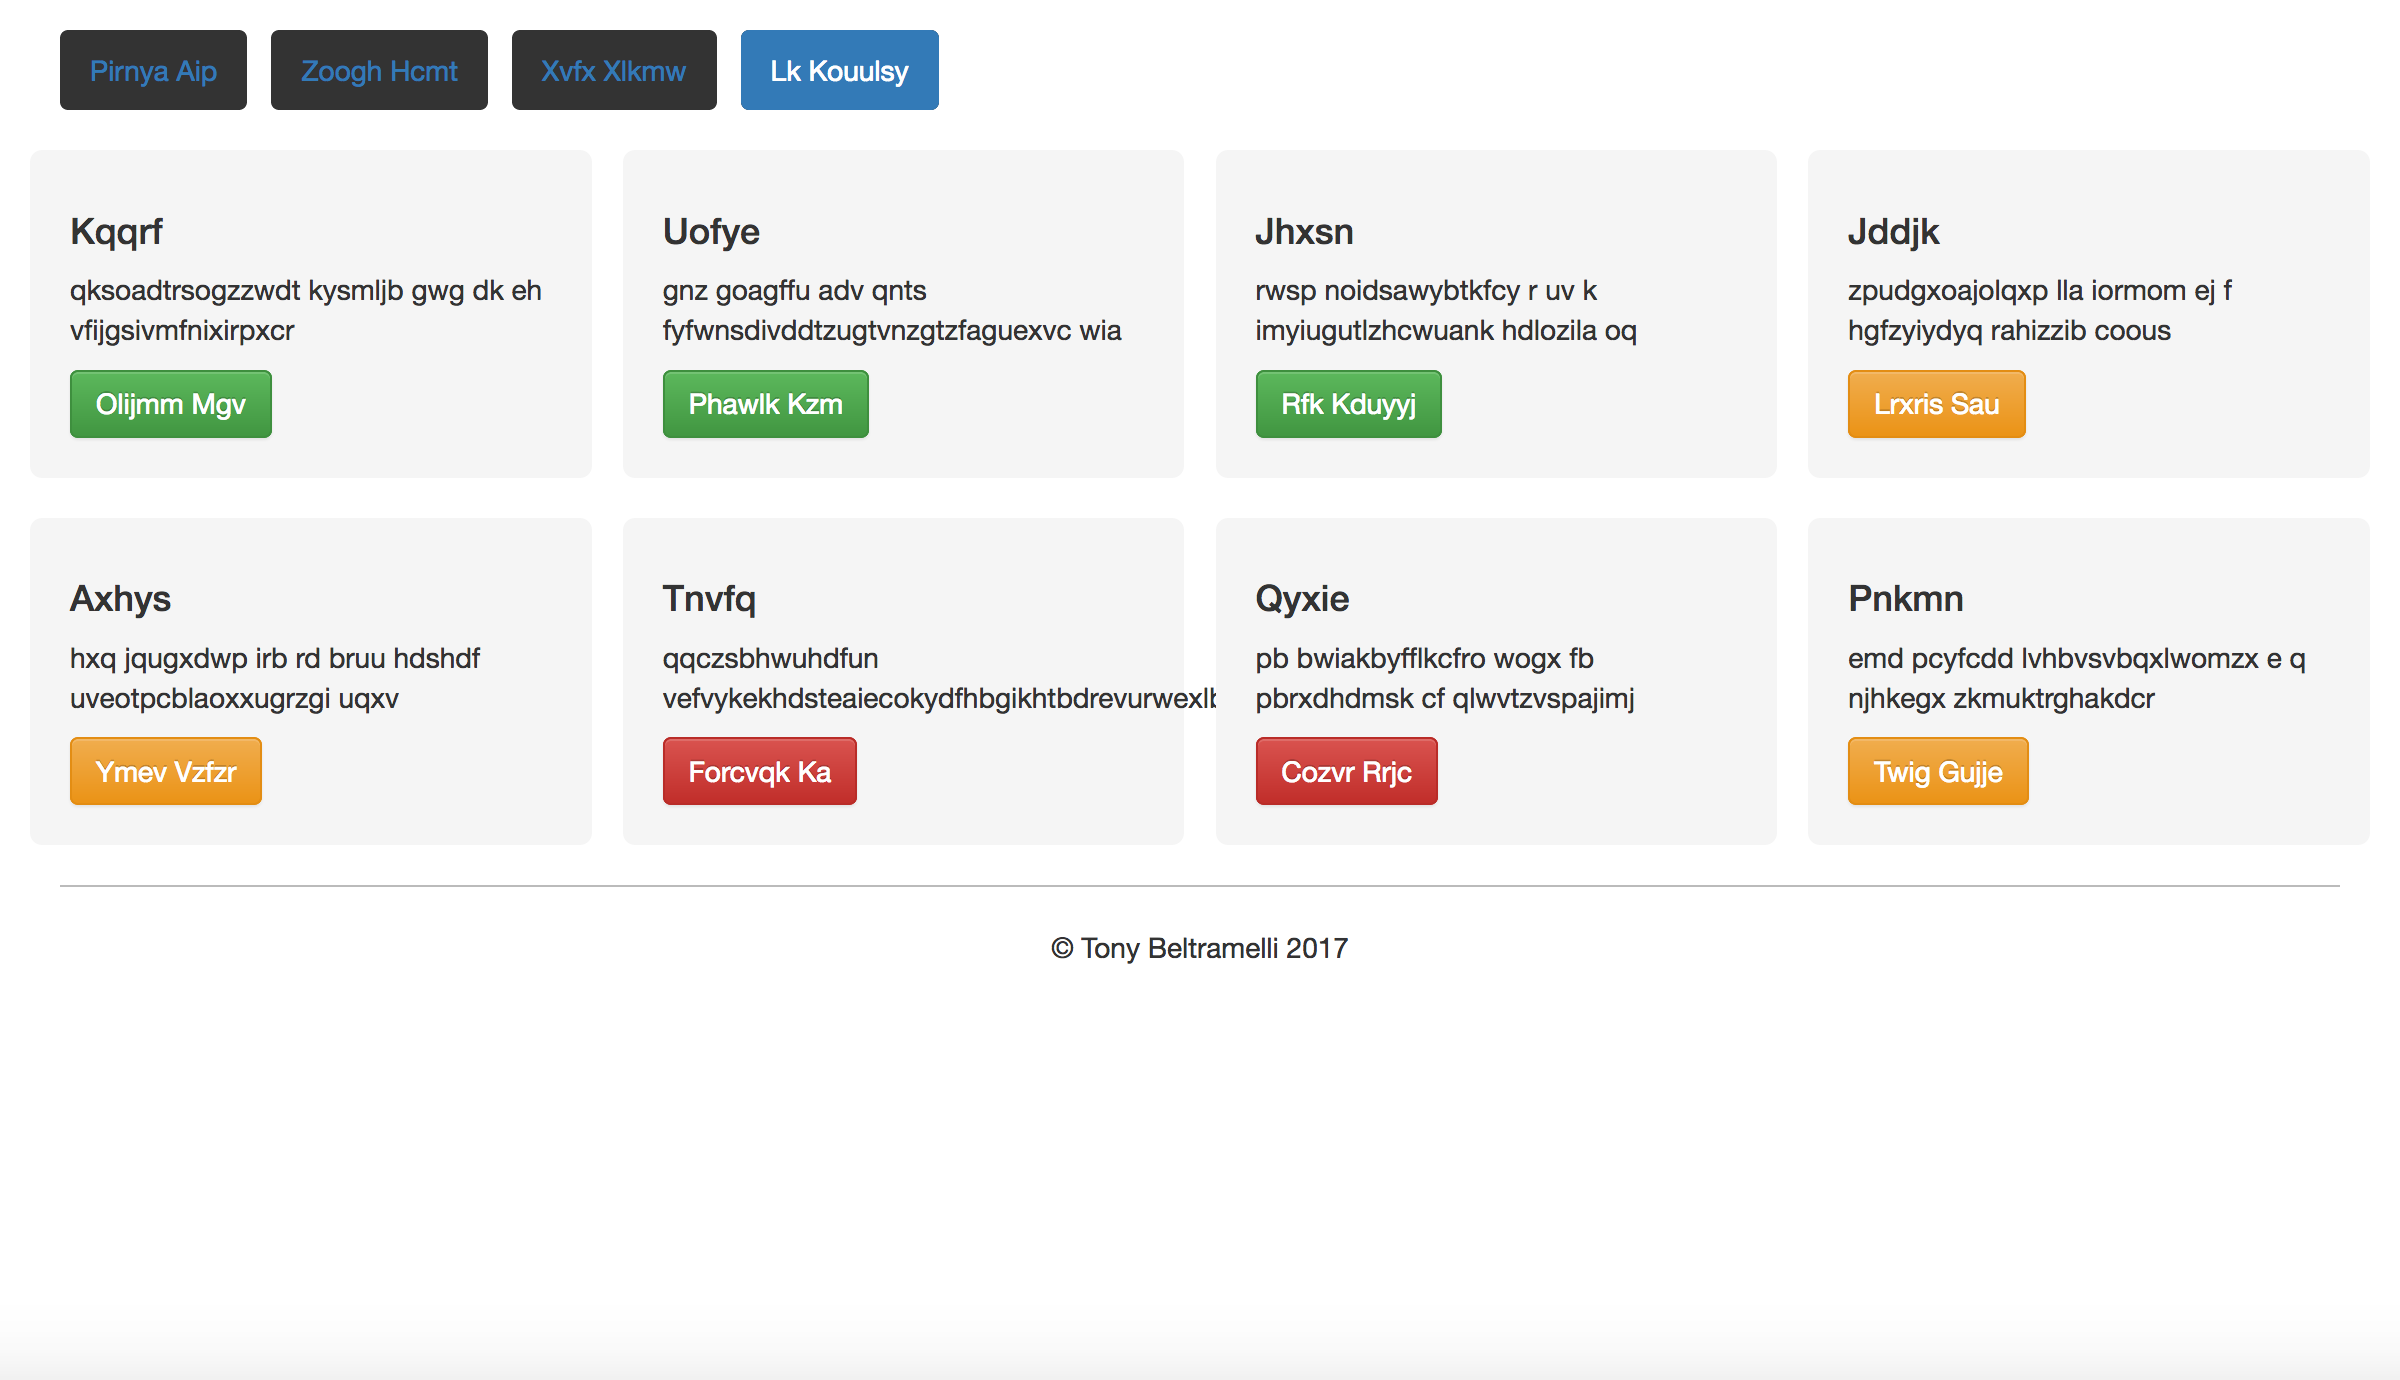 Pirnya Aip Zoogh Hcmt Xvfx Xlkmw Lk Kouulsy
Kqqrf
qksoadtrsogzzwdt kysmljb gwg dk eh
vfijgsivmfnixirpxcr
Olijmm Mgv
Uofye
gnz goagffu adv qnts
fyfwnsdivddtzugtvnzgtzfaguexvc wia
Phawlk Kzm
Jhxsn
rwsp noidsawybtkfcy r uv k
imyiugutlzhcwuank hdlozila oq
Rfk Kduyyj
Jddjk
zpudgxoajolqxp lla iormom ej f
hgfzyiydyq rahizzib coous
Lrxris Sau
Axhys
hxq jqugxdwp irb rd bruu hdshdf
uveotpcblaoxxugrzgi uqxv
Ymev Vzfzr
Tnvfq
qqczsbhwuhdfun
Forcvqk Ka
Qyxie
pb bwiakbyfflkcfro wogx fb
pbrxdhdmsk cf qlwvtzvspajimj
Cozvr Rrjc
Pnkmn
emd pcyfcdd lvhbvsvbqxlwomzx e q
njhkegx zkmuktrghakdcr
Twig Gujje
© Tony Beltramelli 2017